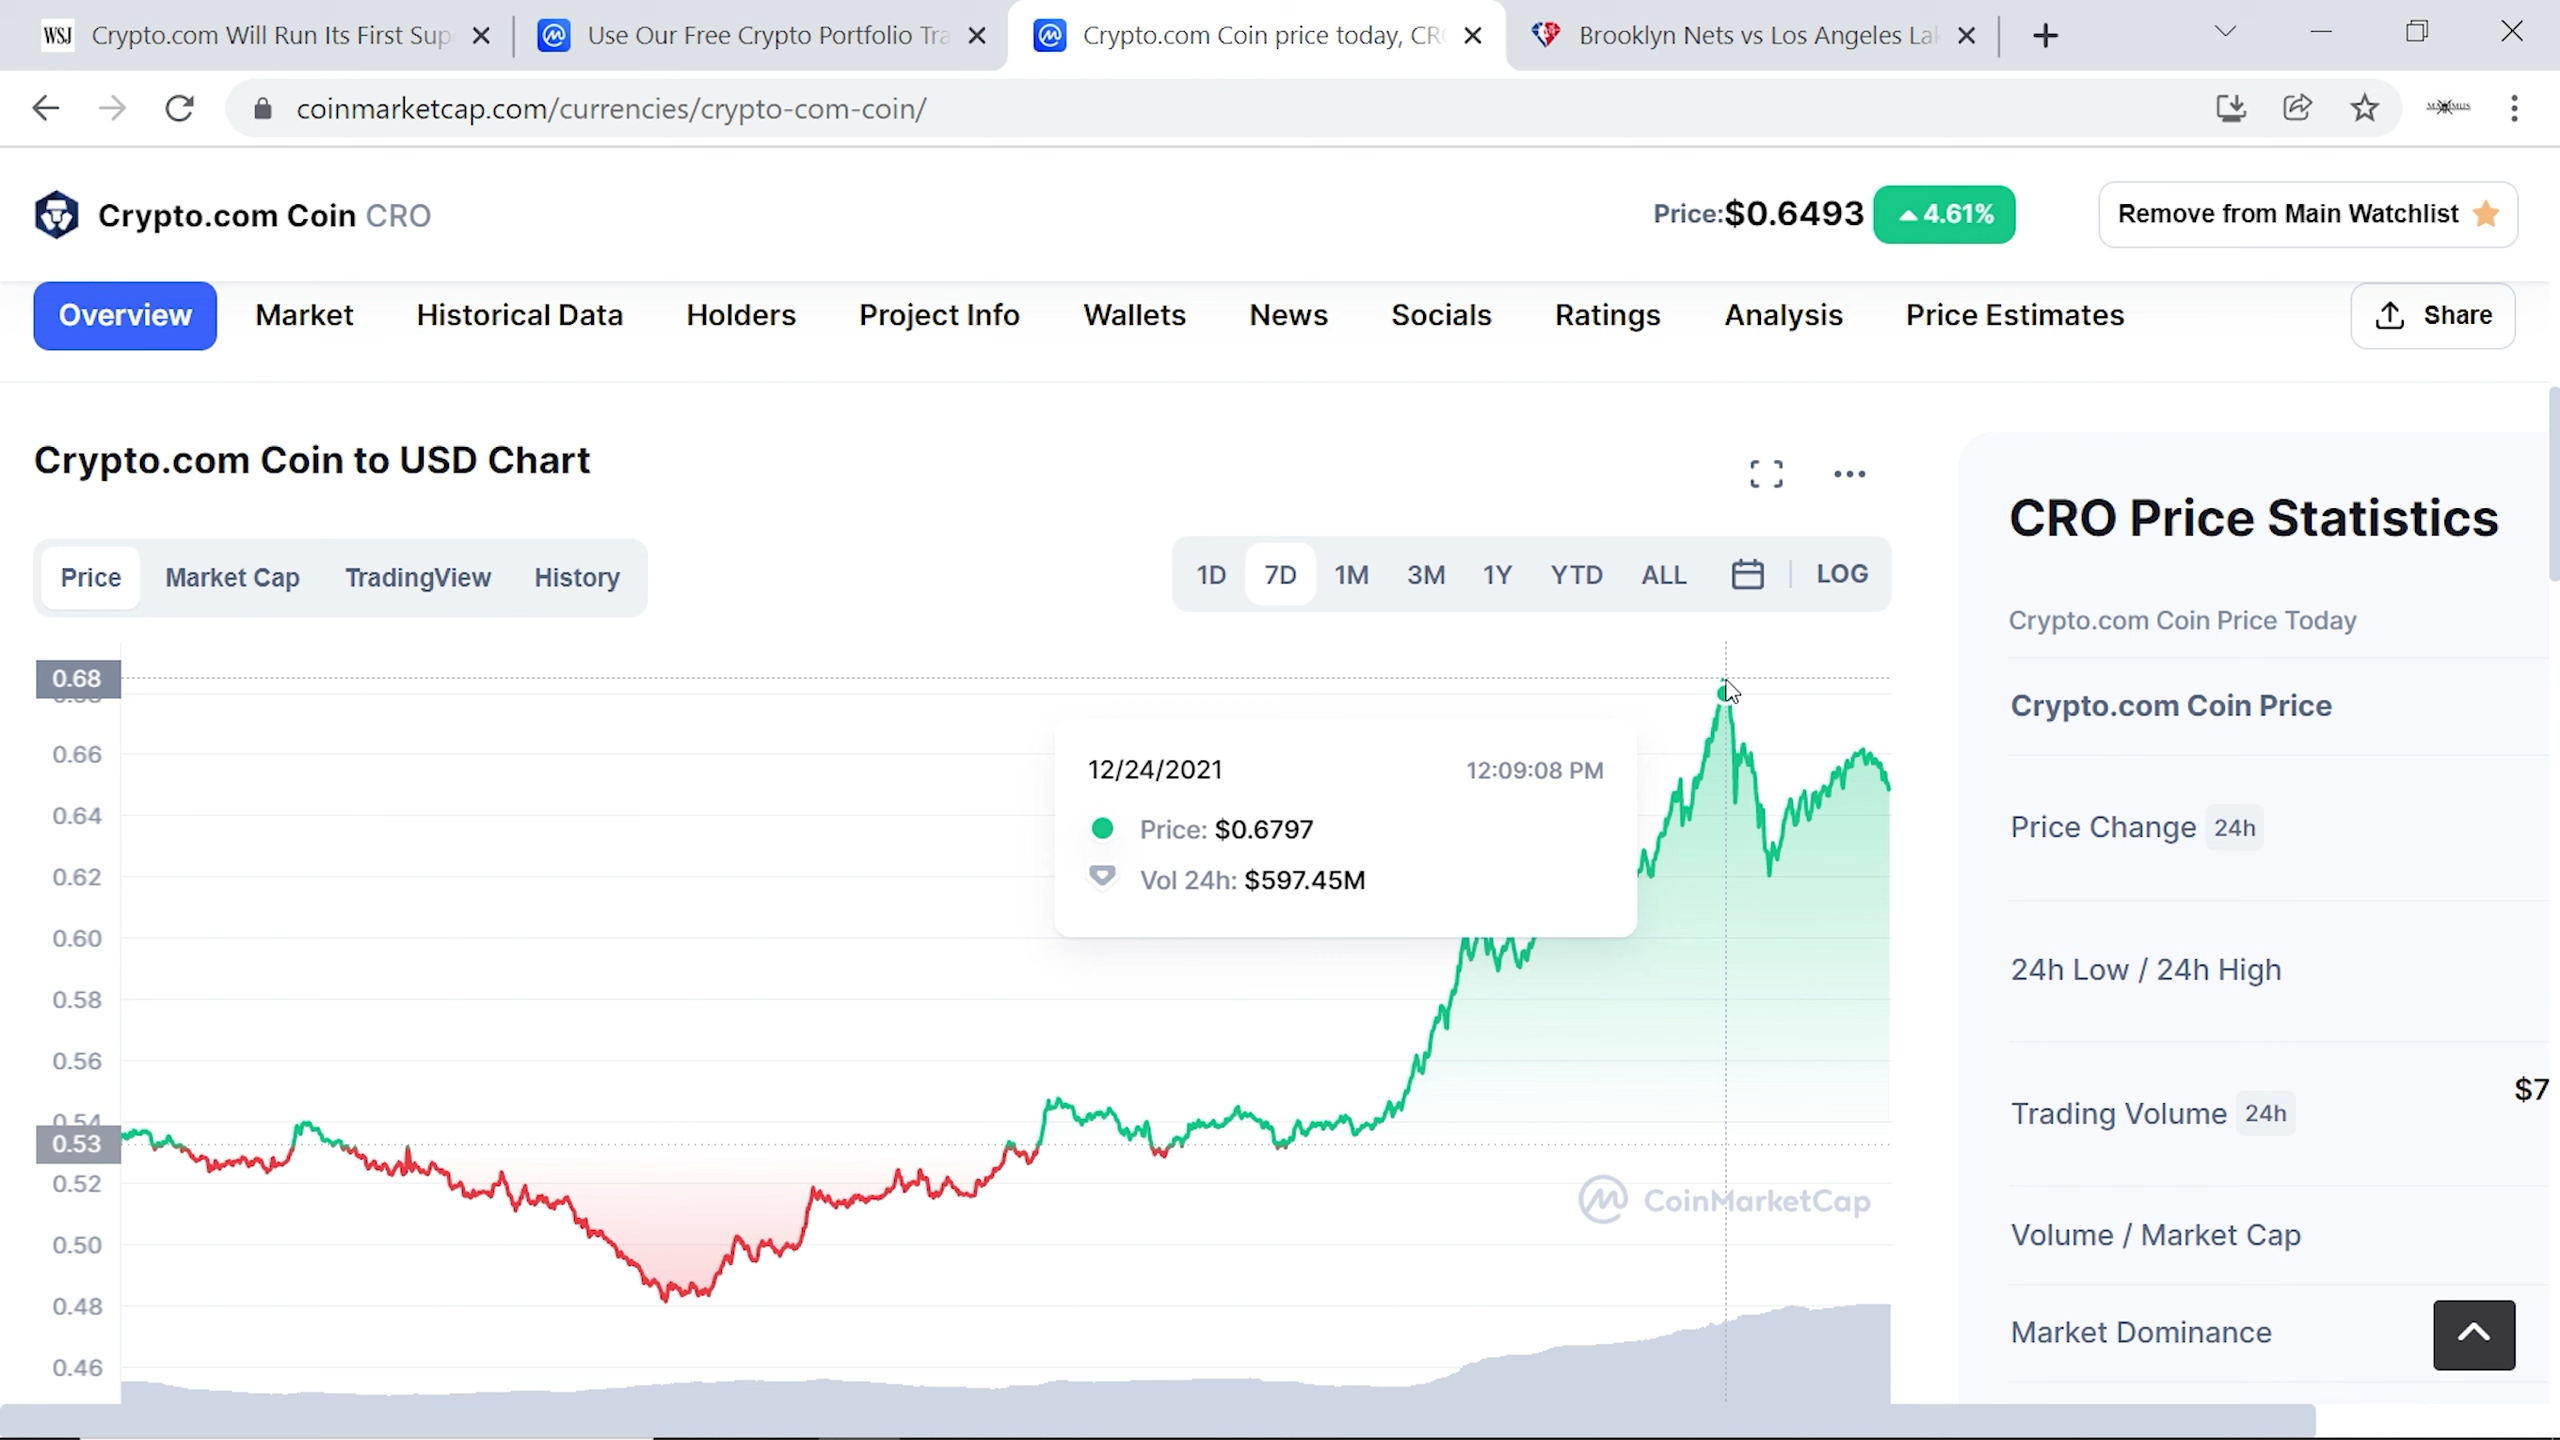 WSJ Crypto.com Will Run Its First Sup
Use Our Free Crypto Portfolio Tra
Crypto.com Coin price today, CR
Brooklyn Nets vs Los Angeles La
coinmarketcap.com/currencies/crypto-com-coin/
Crypto.com Coin CRO
Price:$0.6493 4.61%
Remove from Main Watchlist
Overview Market Historical Data Holders Project Info Wallets News Socials Ratings Analysis Price Estimates
Share
Crypto.com Coin to USD Chart
Price Market Cap TradingView History
1D 7D 1M 3M 1Y YTD ALL LOG
0.68
0.66
0.64
0.62
0.60
0.58
0.56
0.54
0.53
0.52
0.50
0.48
0.46
12/24/2021 12:09:08 PM
Price: $0.6797
Vol 24h: $597.45M
CoinMarketCap
CRO Price Statistics
Crypto.com Coin Price Today
Crypto.com Coin Price
Price Change 24h
24h Low / 24h High
$7
Trading Volume 24h
Volume / Market Cap
Market Dominance